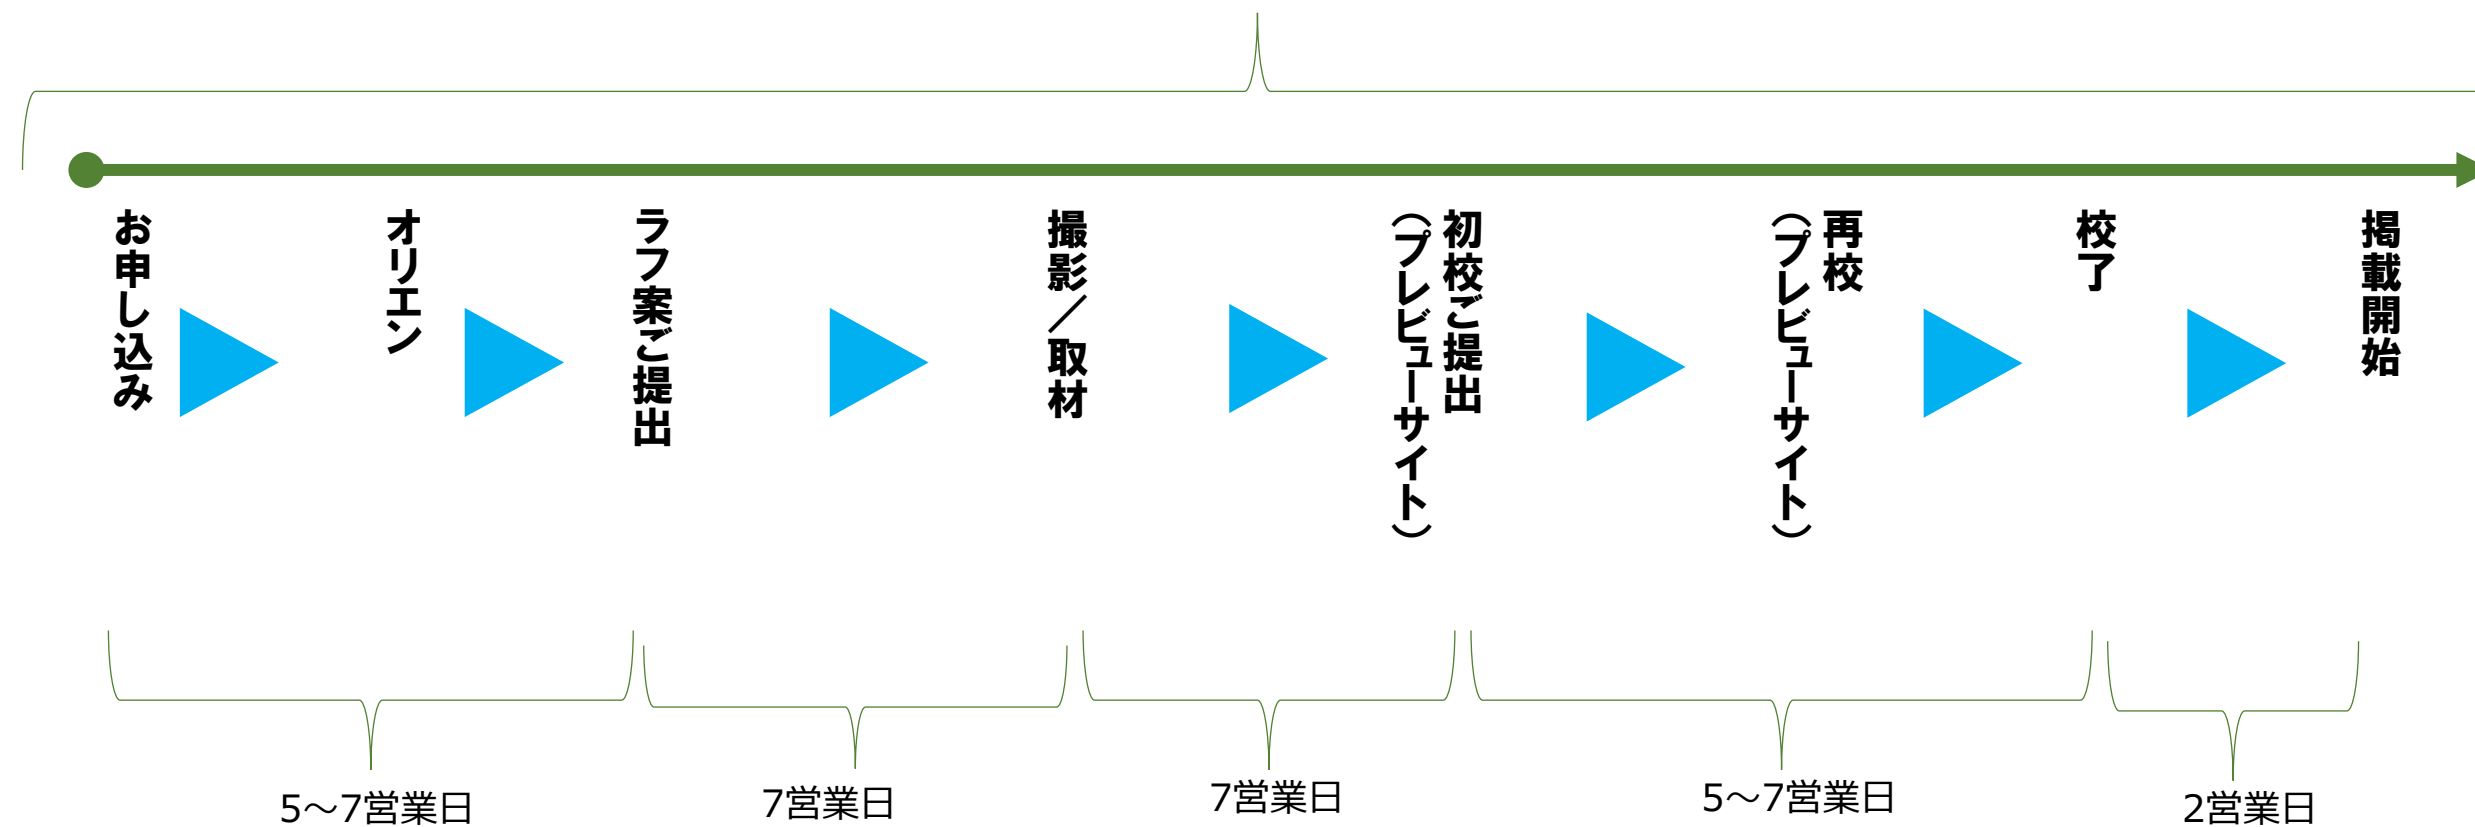 お申し込み
オリエン
ラフ案ご提出
撮影／取材
初校ご提出
（プレビューサイト）
再校
（プレビューサイト）
校了
掲載開始
5～7営業日
7営業日
7営業日
5～7営業日
2営業日